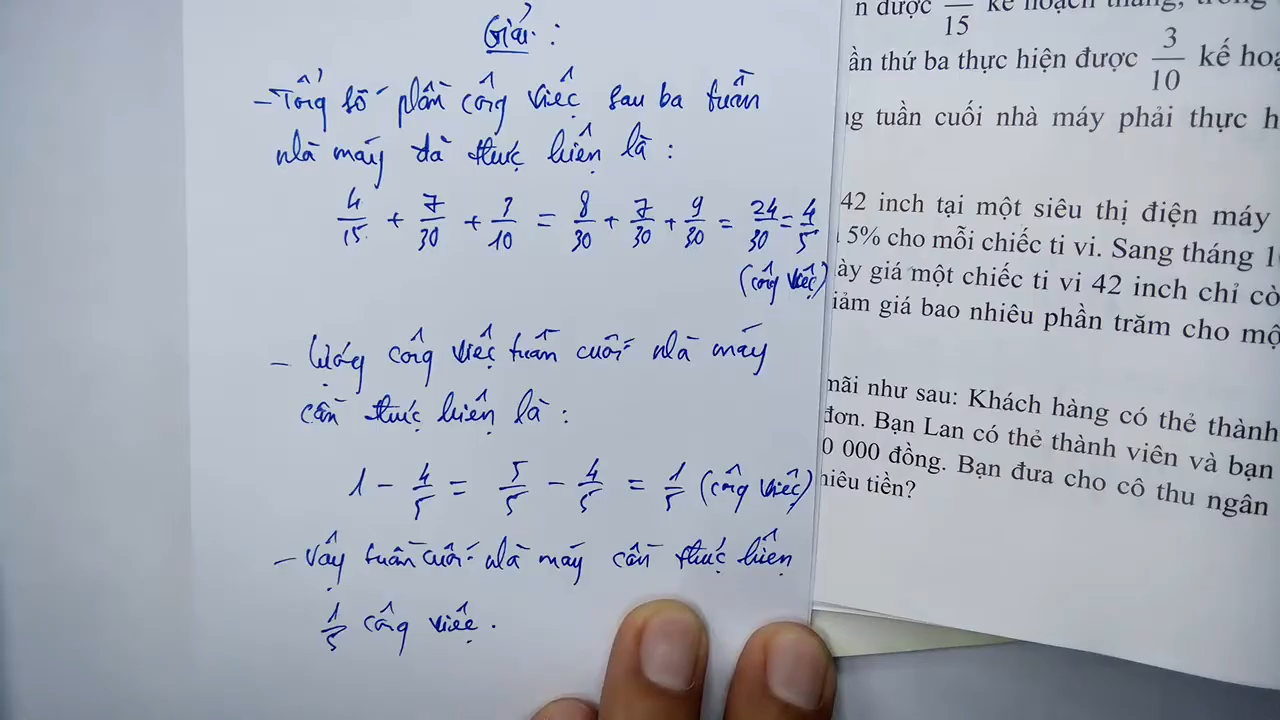 Giải:
- Tổng số phần công việc sau ba tuần
nhà máy đã thực hiện là:
4/15 + 7/30 + 3/10 = 8/30 + 7/30 + 9/30 = 24/30 = 4/5
(công việc)
- Lượng công việc tuần cuối nhà máy
cần thực hiện là:
1 - 4/5 = 5/5 - 4/5 = 1/5 (công việc)
- Vậy tuần cuối nhà máy cần thực hiện
1/5 công việc.
n được /15 kế hoạch tháng, trong
ần thứ ba thực hiện được 3/10 kế hoạ
ng tuần cuối nhà máy phải thực h
42 inch tại một siêu thị điện máy
5% cho mỗi chiếc ti vi. Sang tháng 1
ày giá một chiếc ti vi 42 inch chỉ cò
iảm giá bao nhiêu phần trăm cho mộ
mãi như sau: Khách hàng có thẻ thành
đơn. Bạn Lan có thẻ thành viên và bạn
0 000 đồng. Bạn đưa cho cô thu ngân
hiêu tiền?